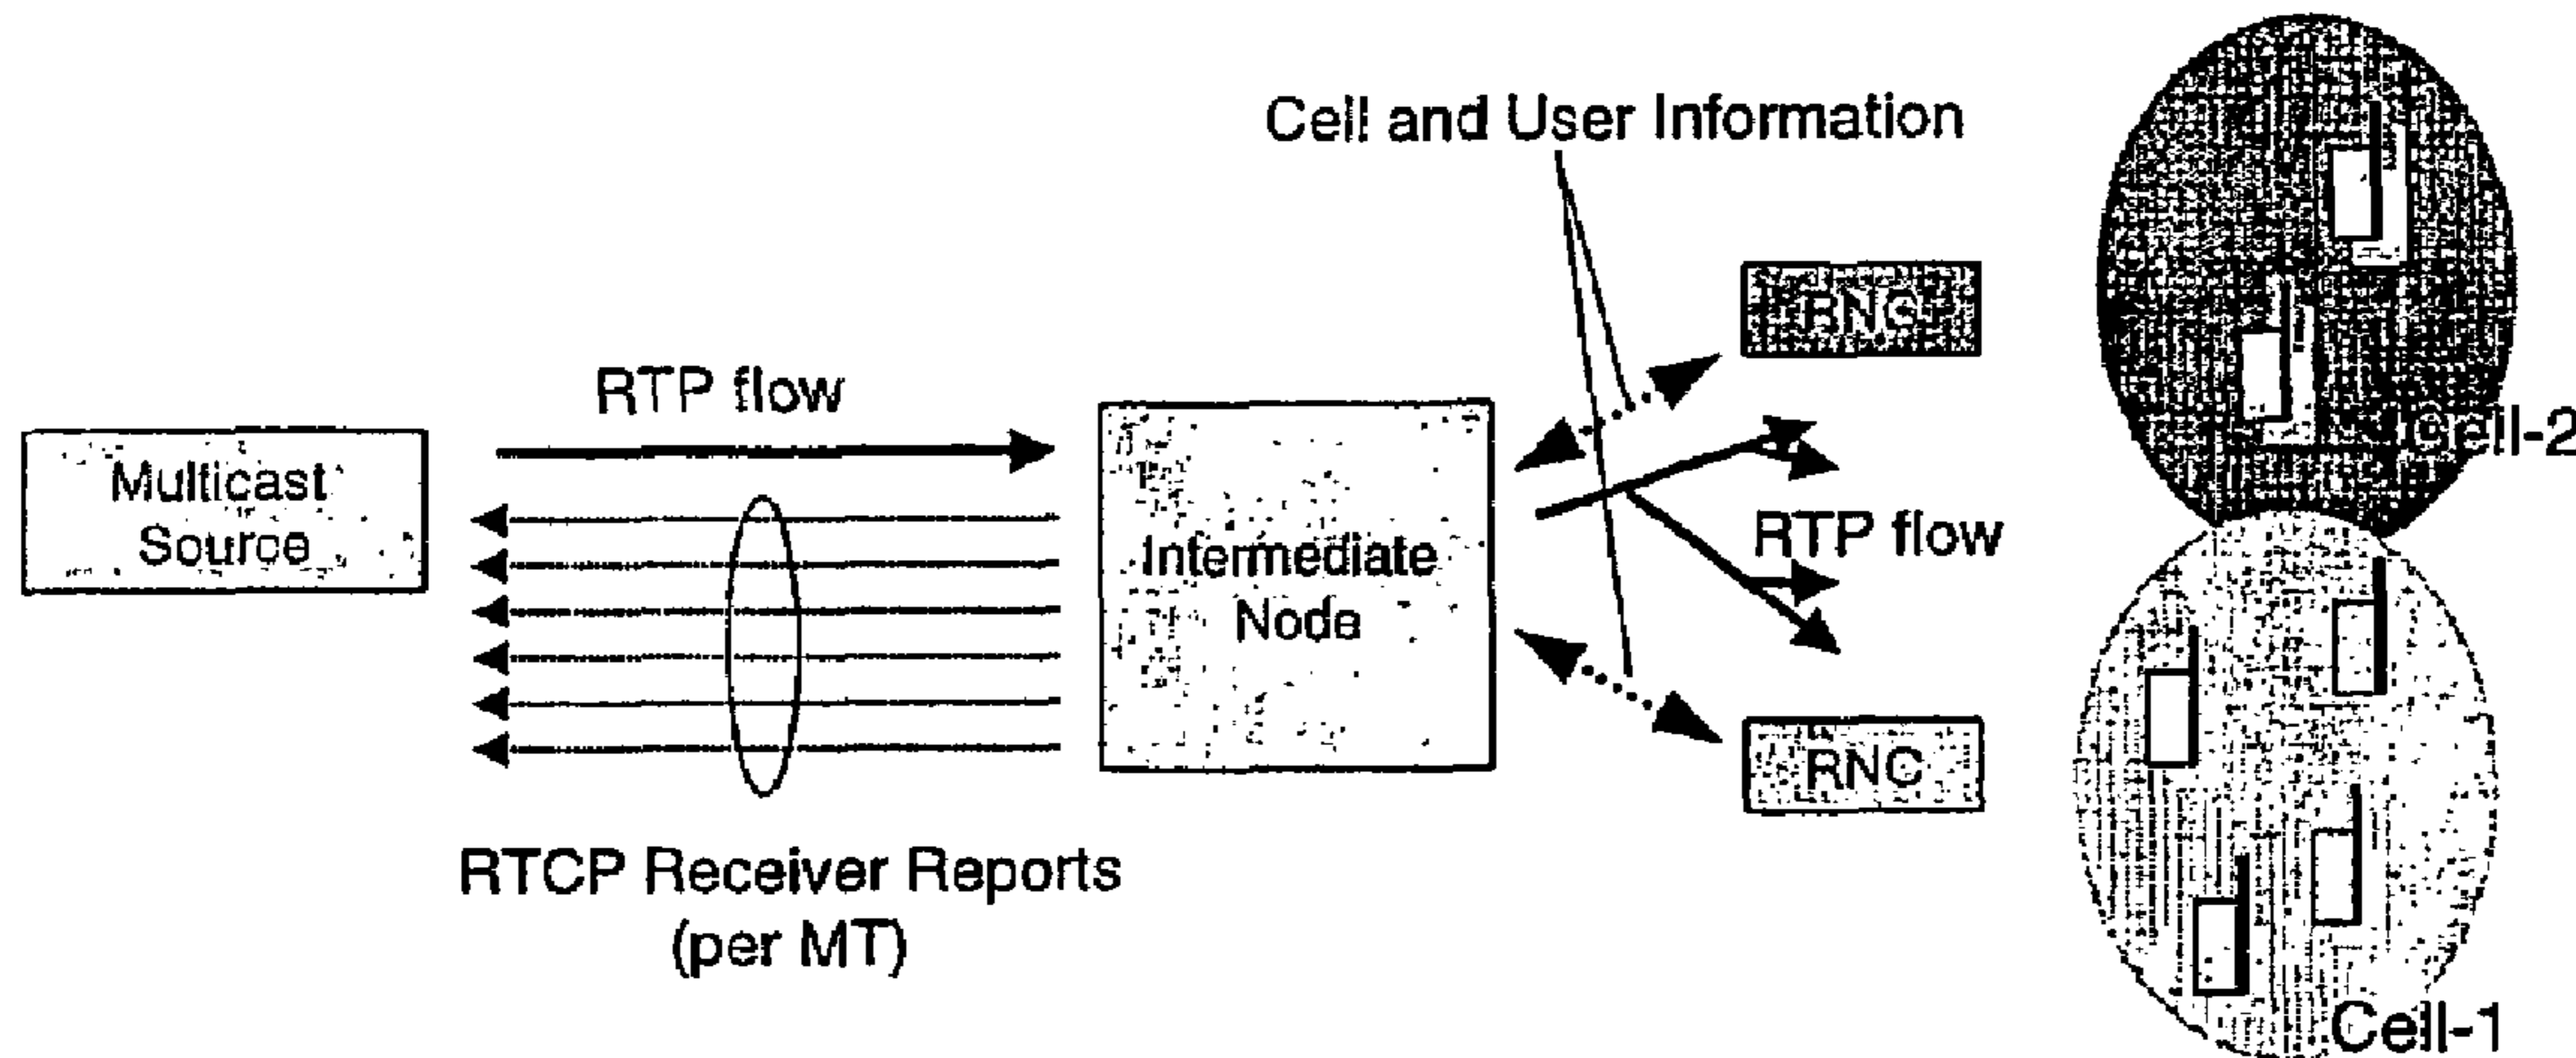 Cell and User Information
RNC
RTP flow
Multicast
Source
Cell-2
Intermediate
Node
RTP flow
RNC
RTCP Receiver Reports
(per MT)
Cell-1